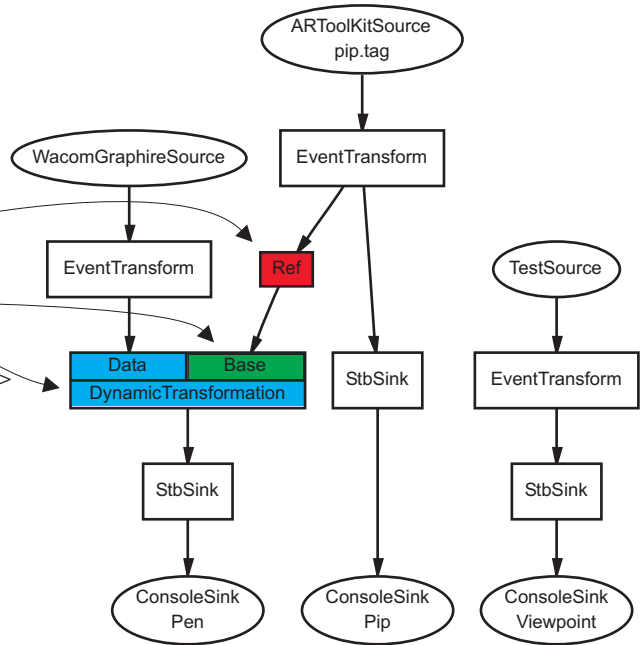 ARToolKitSource
pip.tag
WacomGraphireSource
EventTransform
EventTransform
Ref
TestSource
Data
Base
DynamicTransformation
>
StbSink
EventTransform
StbSink
StbSink
ConsoleSink
Pen
ConsoleSink
Pip
ConsoleSink
Viewpoint